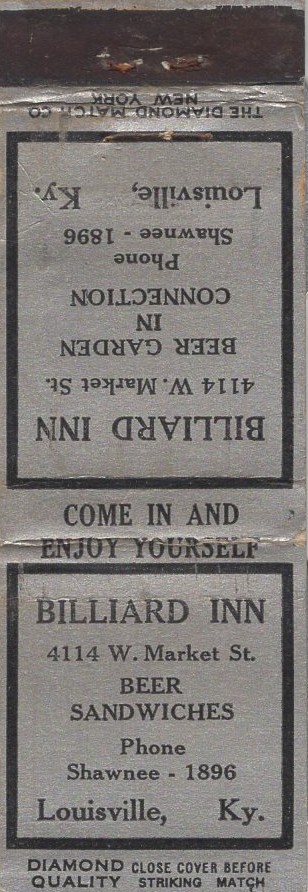 THE DIAMOND MATCH CO.
NEW YORK
BILLIARD INN
4114 W. Market St.
BEER GARDEN
IN
CONNECTION
Phone
Shawnee - 1896
Louisville, Ky.
COME IN AND
ENJOY YOURSELF
BILLIARD INN
4114 W. Market St.
BEER
SANDWICHES
Phone
Shawnee - 1896
Louisville, Ky.
DIAMOND CLOSE COVER BEFORE
QUALITY STRIKING MATCH